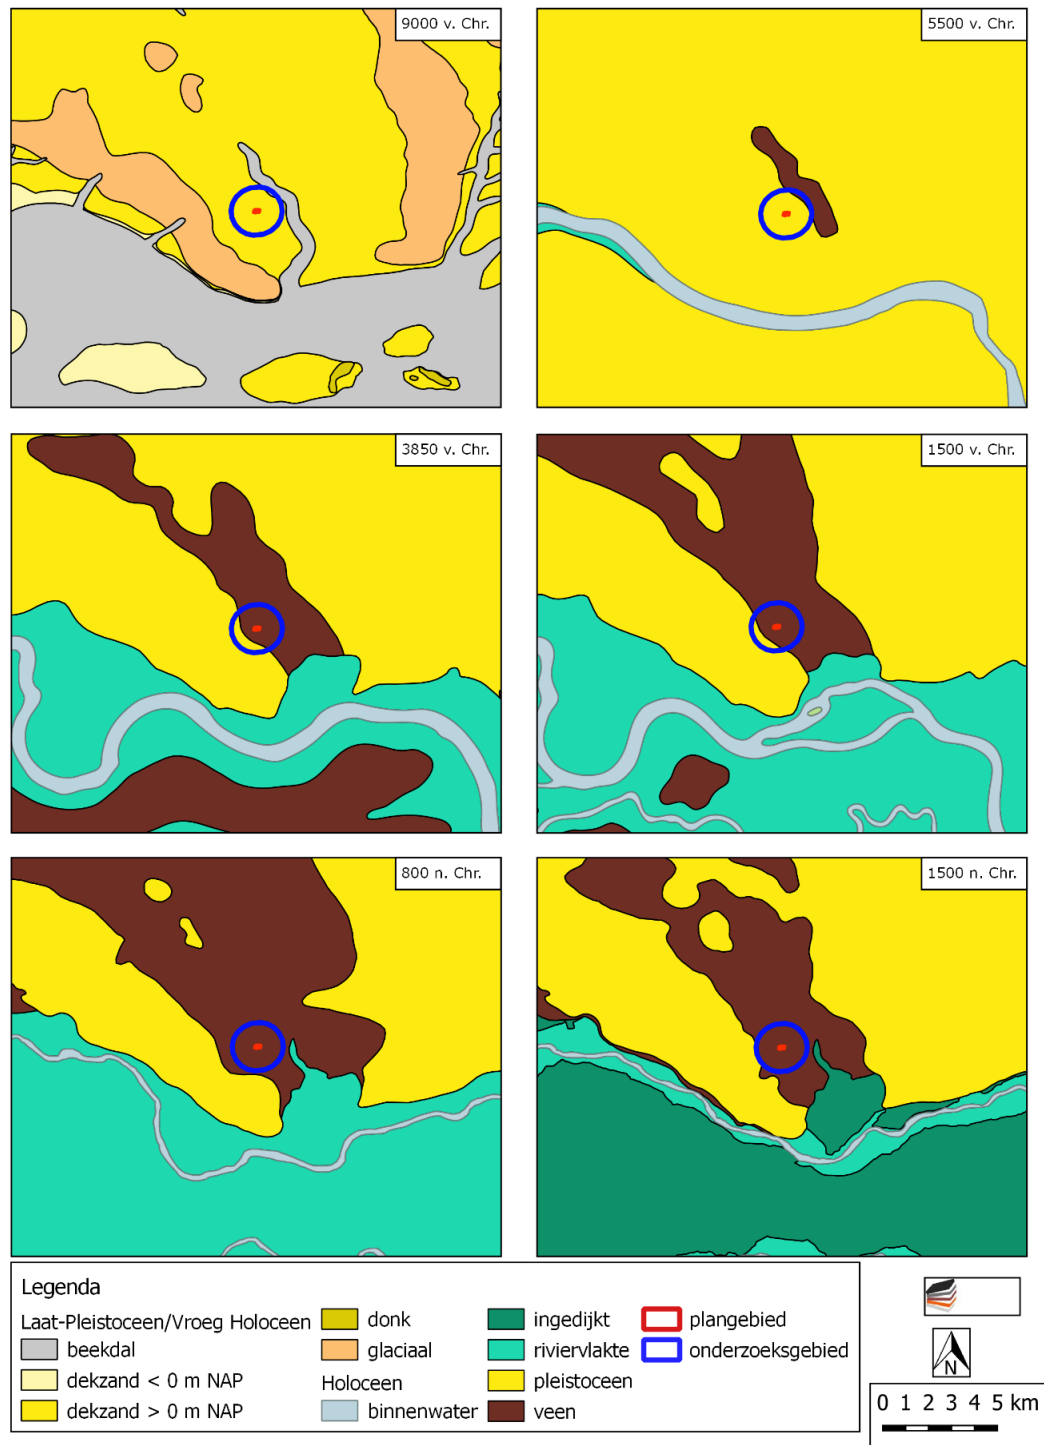 9000 v. Chr.
5500 v. Chr.
3850 v. Chr.
1500 v. Chr.
800 n. Chr.
1500 n. Chr.
Legenda
Laat-Pleistoceen/Vroeg Holoceen
beekdal
dekzand < 0 m NAP
dekzand > 0 m NAP
donk
glaciaal
Holoceen
binnenwater
ingedijkt
riviervlakte
pleistoceen
veen
plangebied
onderzoeksgebied
N
0 1 2 3 4 5 km